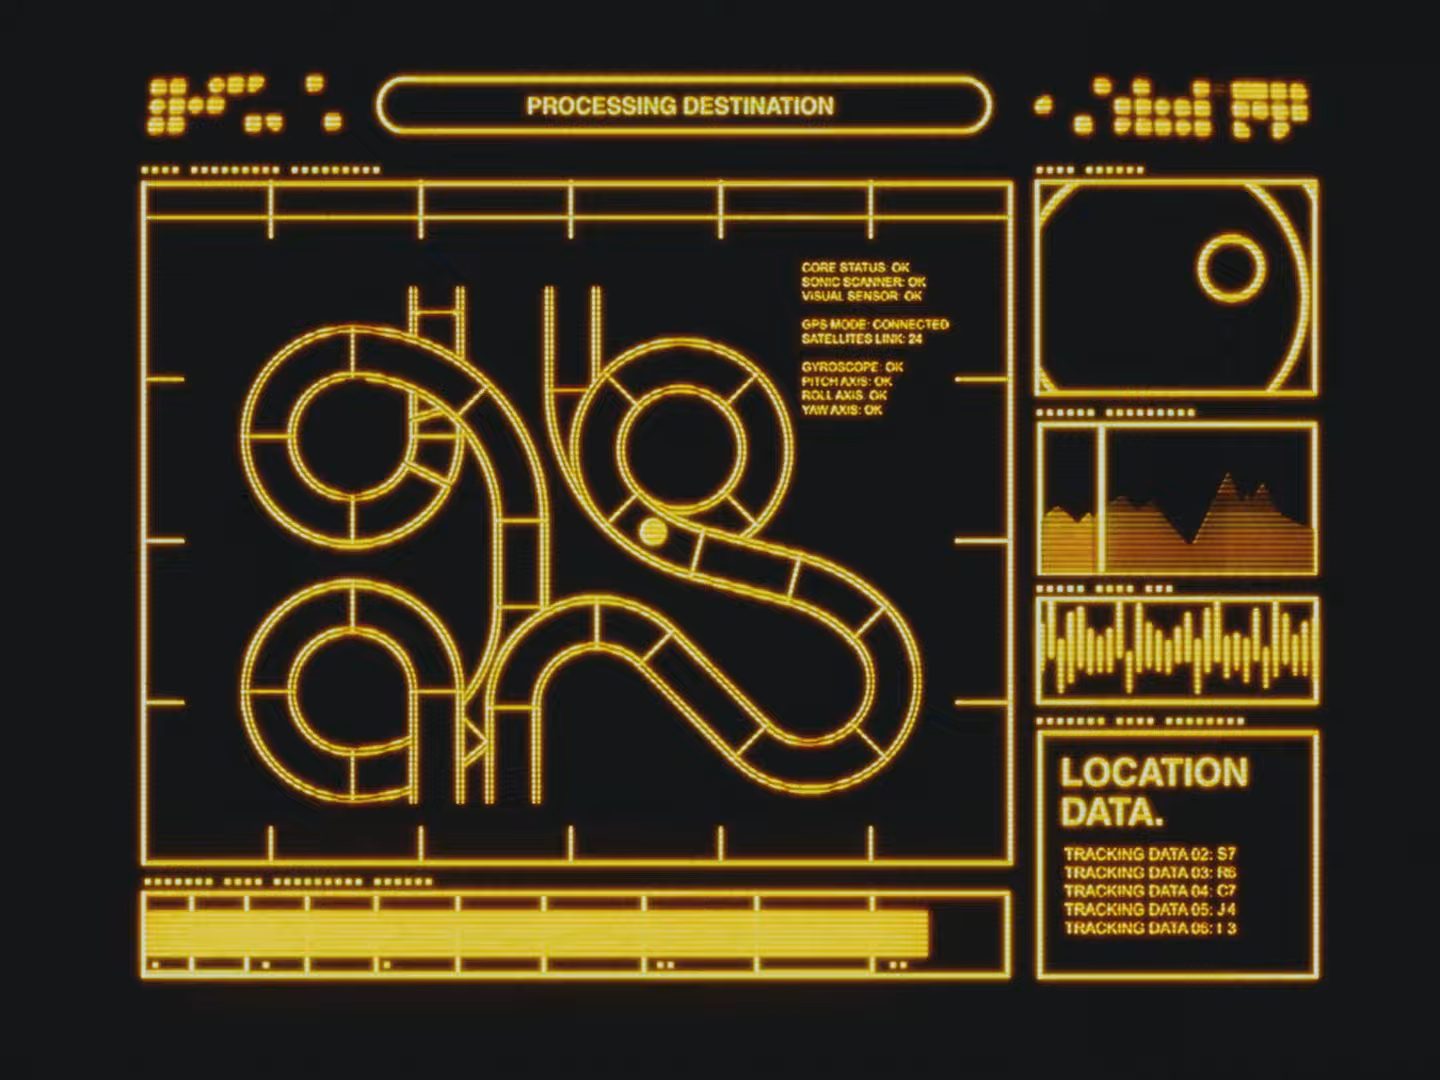 PROCESSING DESTINATION
CORE STATUS: OK
SONIC SCANNER: OK
VISUAL SENSOR: OK
GPS MODE: CONNECTED
SATELLITES LINK: 24
GYROSCOPE: OK
PITCH AXIS: OK
ROLL AXIS: OK
YAW AXIS: OK
LOCATION
DATA.
TRACKING DATA 02: S7
TRACKING DATA 03: R6
TRACKING DATA 04: C7
TRACKING DATA 05: J4
TRACKING DATA 06: I 3